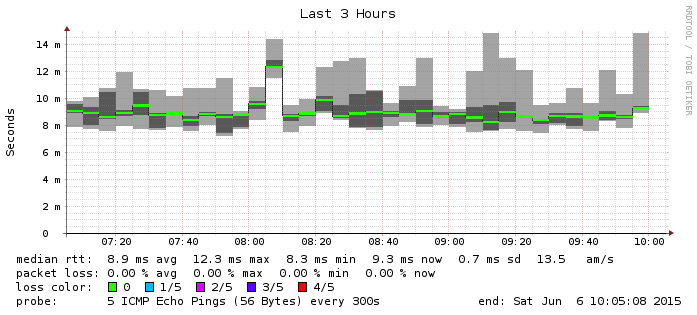 Last 3 Hours
RRDTOOL / TOBI OETIKER
Seconds
14 m
12 m
10 m
8 m
6 m
4 m
2 m
0
07:20 07:40 08:00 08:20 08:40 09:00 09:20 09:40 10:00
median rtt: 8.9 ms avg 12.3 ms max 8.3 ms min 9.3 ms now 0.7 ms sd 13.5 am/s
packet loss: 0.00 % avg 0.00 % max 0.00 % min 0.00 % now
loss color: 0 1/5 2/5 3/5 4/5
probe: 5 ICMP Echo Pings (56 Bytes) every 300s end: Sat Jun 6 10:05:08 2015